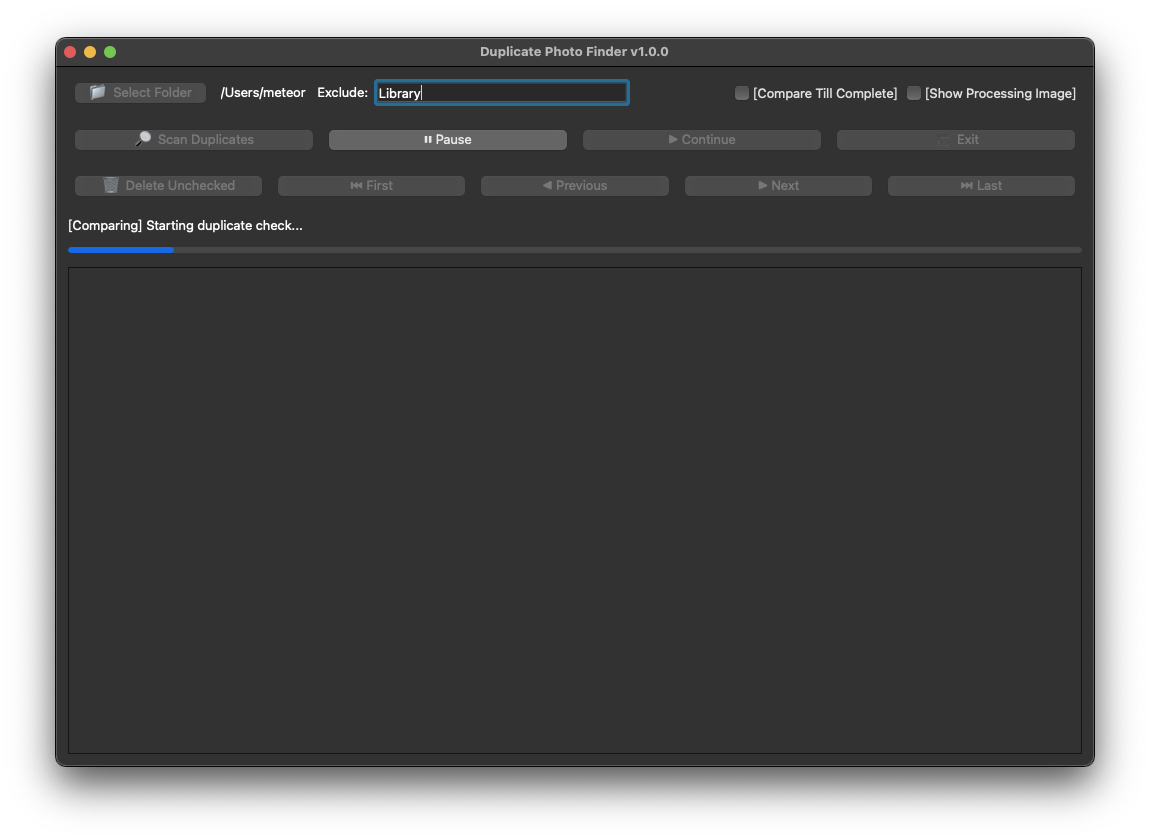 Duplicate Photo Finder v1.0.0
Select Folder /Users/meteor Exclude: Library [Compare Till Complete] [Show Processing Image]
Scan Duplicates Pause Continue Exit
Delete Unchecked First Previous Next Last
[Comparing] Starting duplicate check...